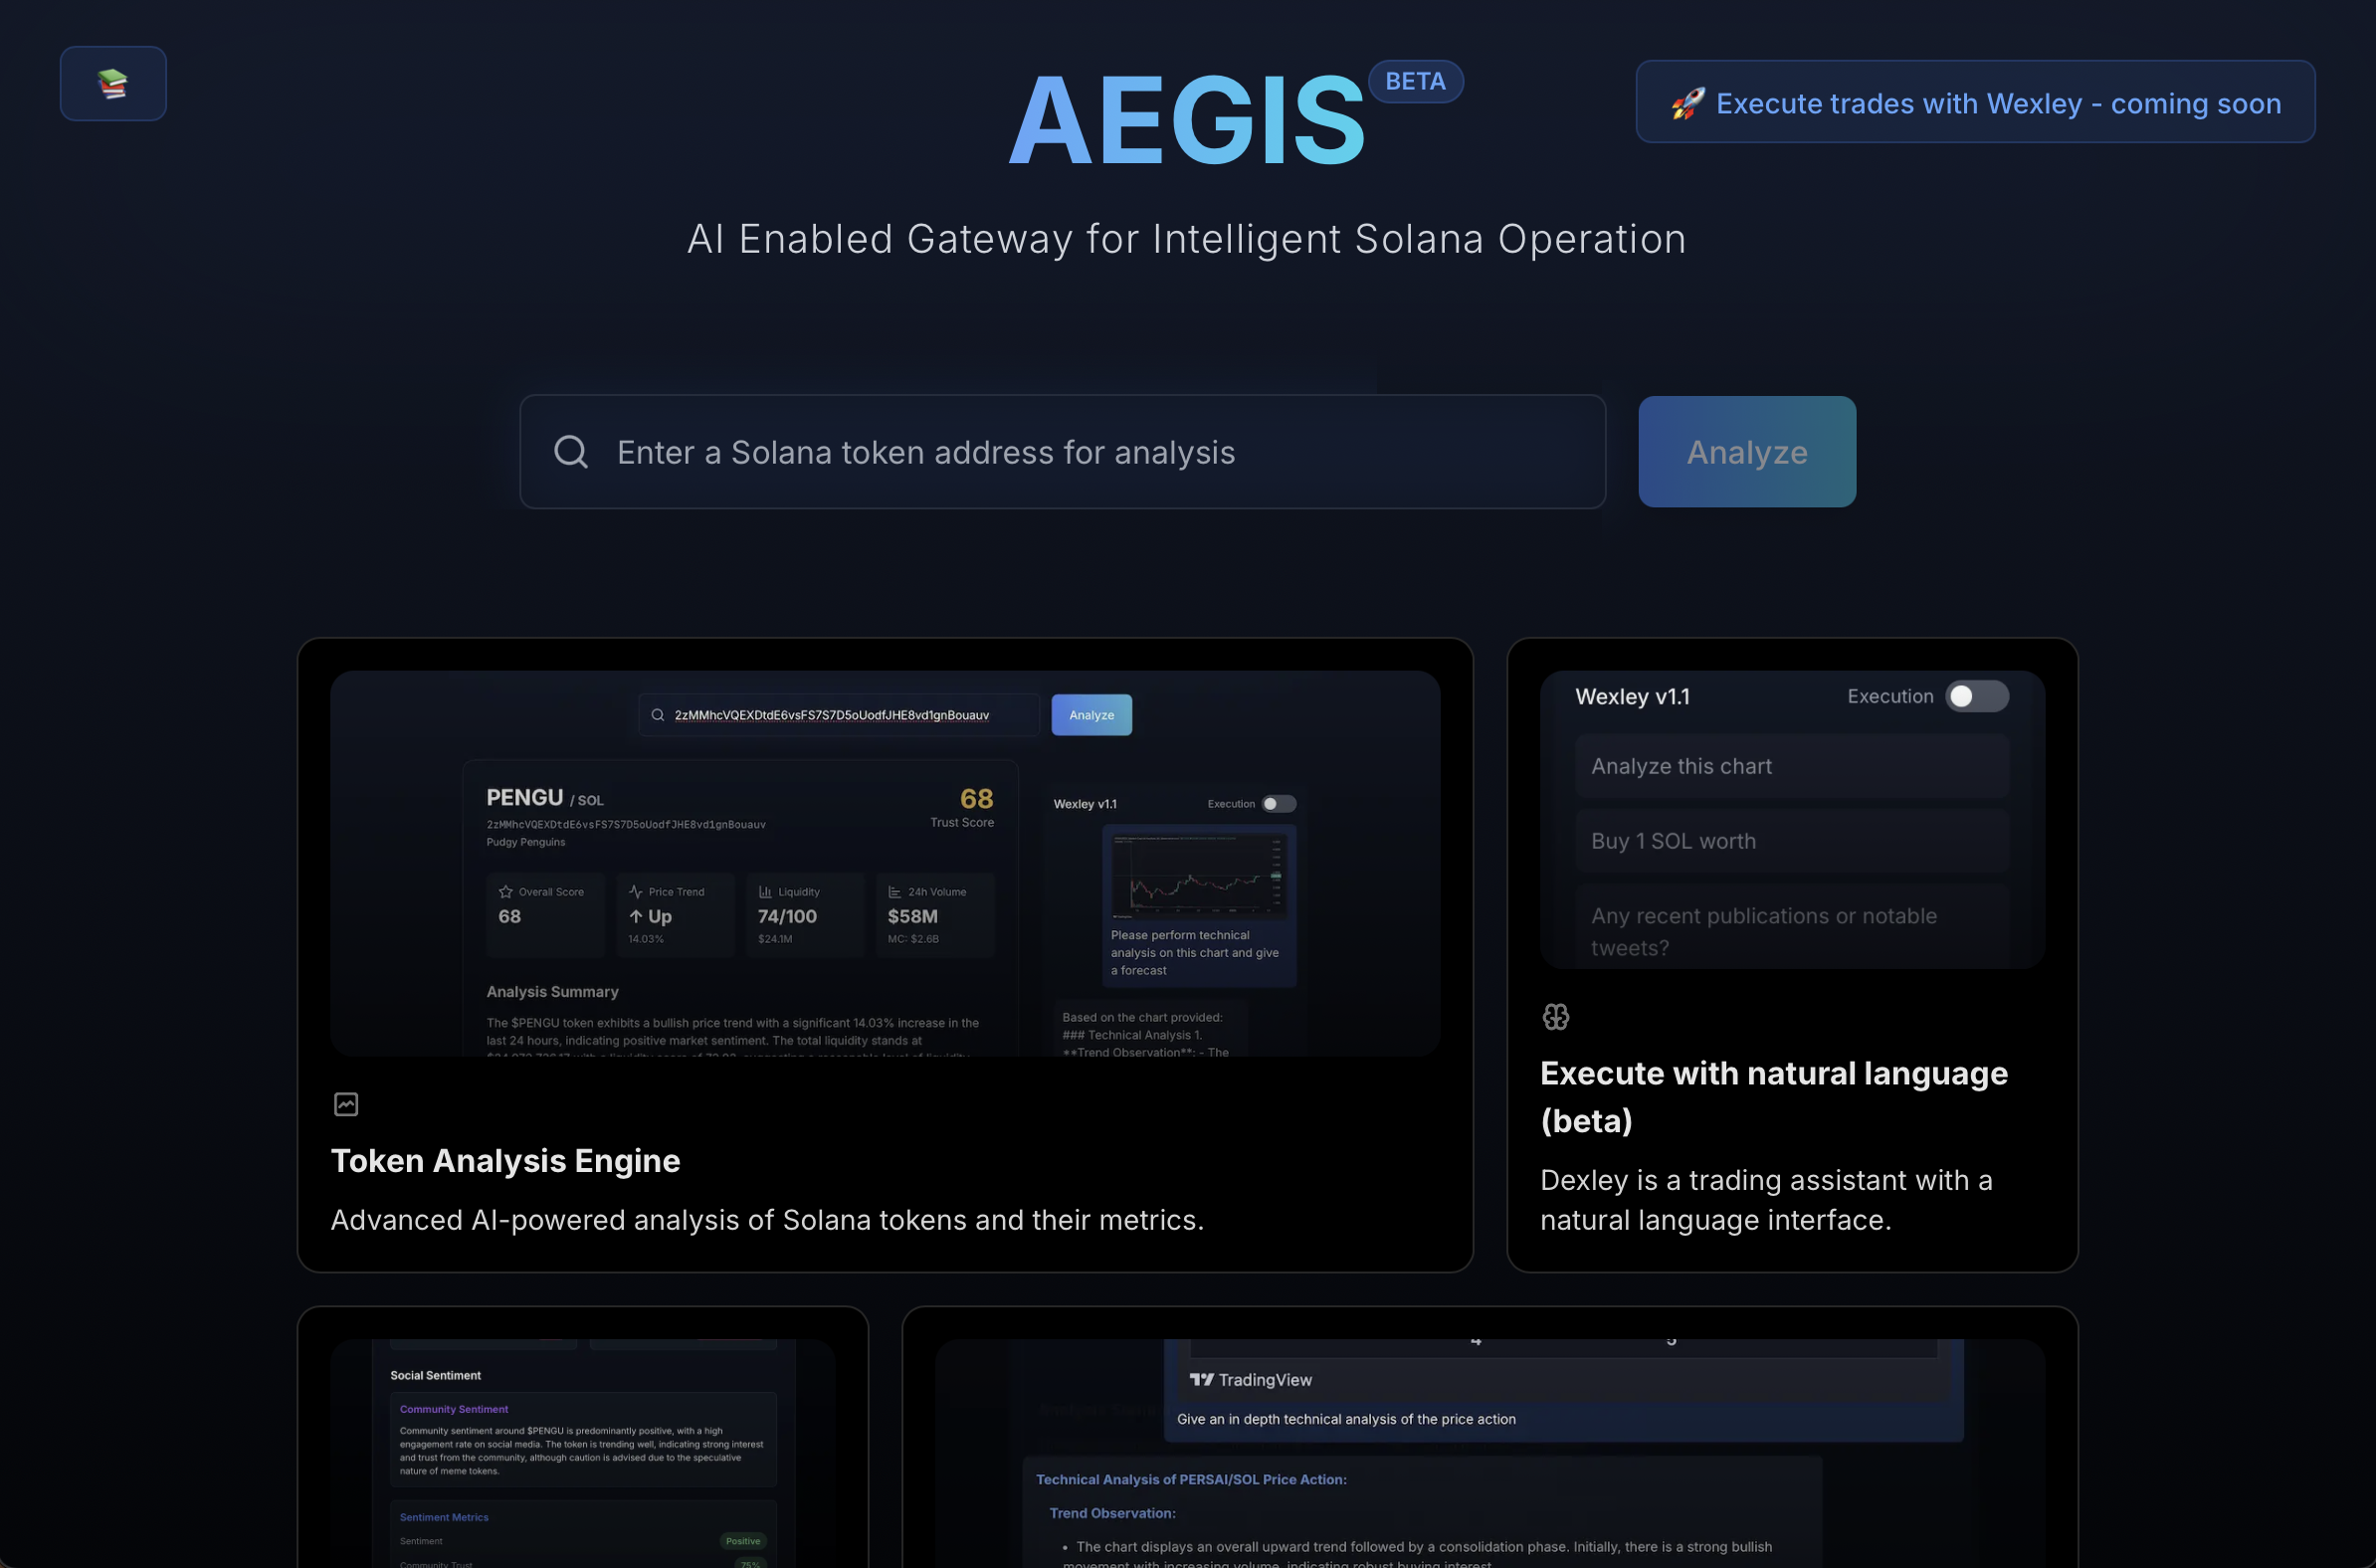 AEGIS
BETA
🚀 Execute trades with Wexley - coming soon
AI Enabled Gateway for Intelligent Solana Operation
Enter a Solana token address for analysis
Analyze
2zMMhcVQEXDtdE6vsFS7S7D5oUodfJHE8vd1gnBouauv
Analyze
PENGU / SOL
2zMMhcVQEXDtdE6vsFS7S7D5oUodfJHE8vd1gnBouauv
Pudgy Penguins
68
Trust Score
Overall Score
68
Price Trend
↑ Up
14.03%
Liquidity
74/100
$24.1M
24h Volume
$58M
MC: $2.6B
Analysis Summary
The $PENGU token exhibits a bullish price trend with a significant 14.03% increase in the
last 24 hours, indicating positive market sentiment. The total liquidity stands at
Wexley v1.1
Execution
Please perform technical
analysis on this chart and give
a forecast
Based on the chart provided:
### Technical Analysis 1.
**Trend Observation**: - The
Token Analysis Engine
Advanced AI-powered analysis of Solana tokens and their metrics.
Wexley v1.1
Execution
Analyze this chart
Buy 1 SOL worth
Any recent publications or notable
tweets?
Execute with natural language
(beta)
Dexley is a trading assistant with a
natural language interface.
Social Sentiment
Community Sentiment
Community sentiment around $PENGU is predominantly positive, with a high
engagement rate on social media. The token is trending well, indicating strong interest
and trust from the community, although caution is advised due to the speculative
nature of meme tokens.
Sentiment Metrics
Sentiment
Positive
Community Trust
75%
4
5
TradingView
Give an in depth technical analysis of the price action
Technical Analysis of PERSAI/SOL Price Action:
Trend Observation:
• The chart displays an overall upward trend followed by a consolidation phase. Initially, there is a strong bullish
movement with increasing volume, indicating robust buying interest.